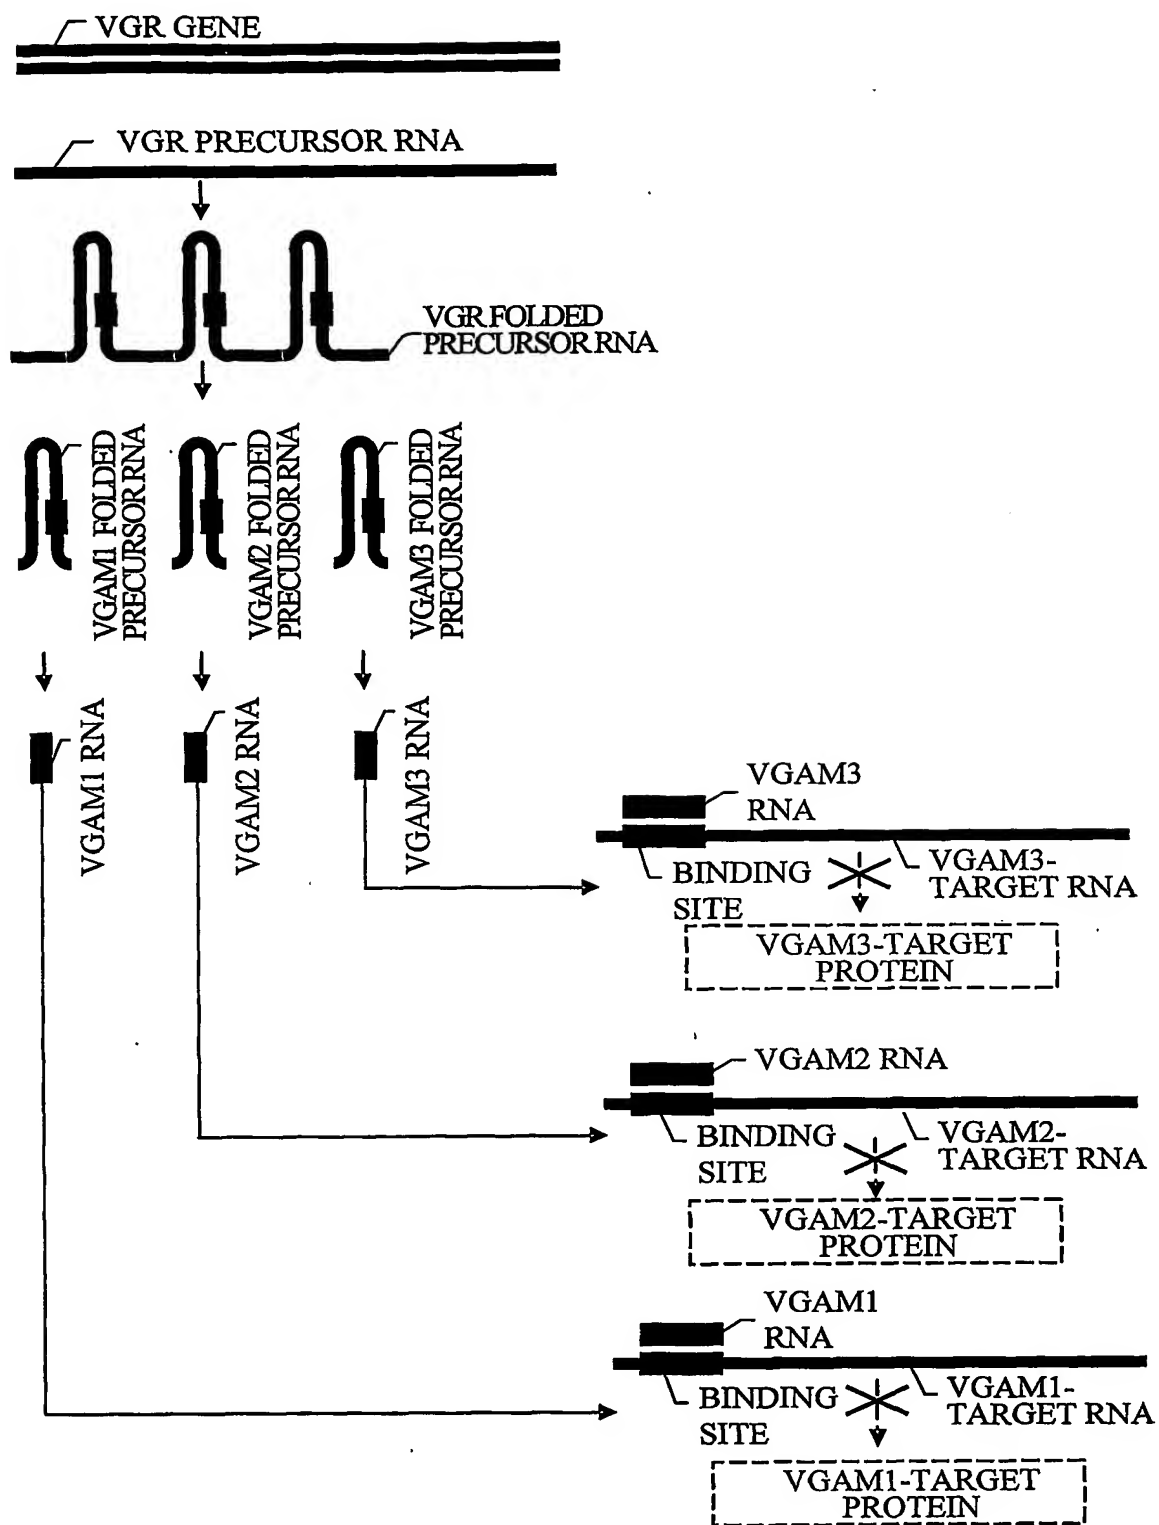 VGR GENE
VGR PRECURSOR RNA
VGR FOLDED
PRECURSOR RNA
VGAM1 FOLDED
PRECURSOR RNA
VGAM2 FOLDED
PRECURSOR RNA
VGAM3 FOLDED
PRECURSOR RNA
VGAM1 RNA
VGAM2 RNA
VGAM3 RNA
VGAM3
RNA
BINDING
SITE
VGAM3-
TARGET RNA
VGAM3-TARGET
PROTEIN
VGAM2 RNA
BINDING
SITE
VGAM2-
TARGET RNA
VGAM2-TARGET
PROTEIN
VGAM1
RNA
BINDING
SITE
VGAM1-
TARGET RNA
VGAM1-TARGET
PROTEIN